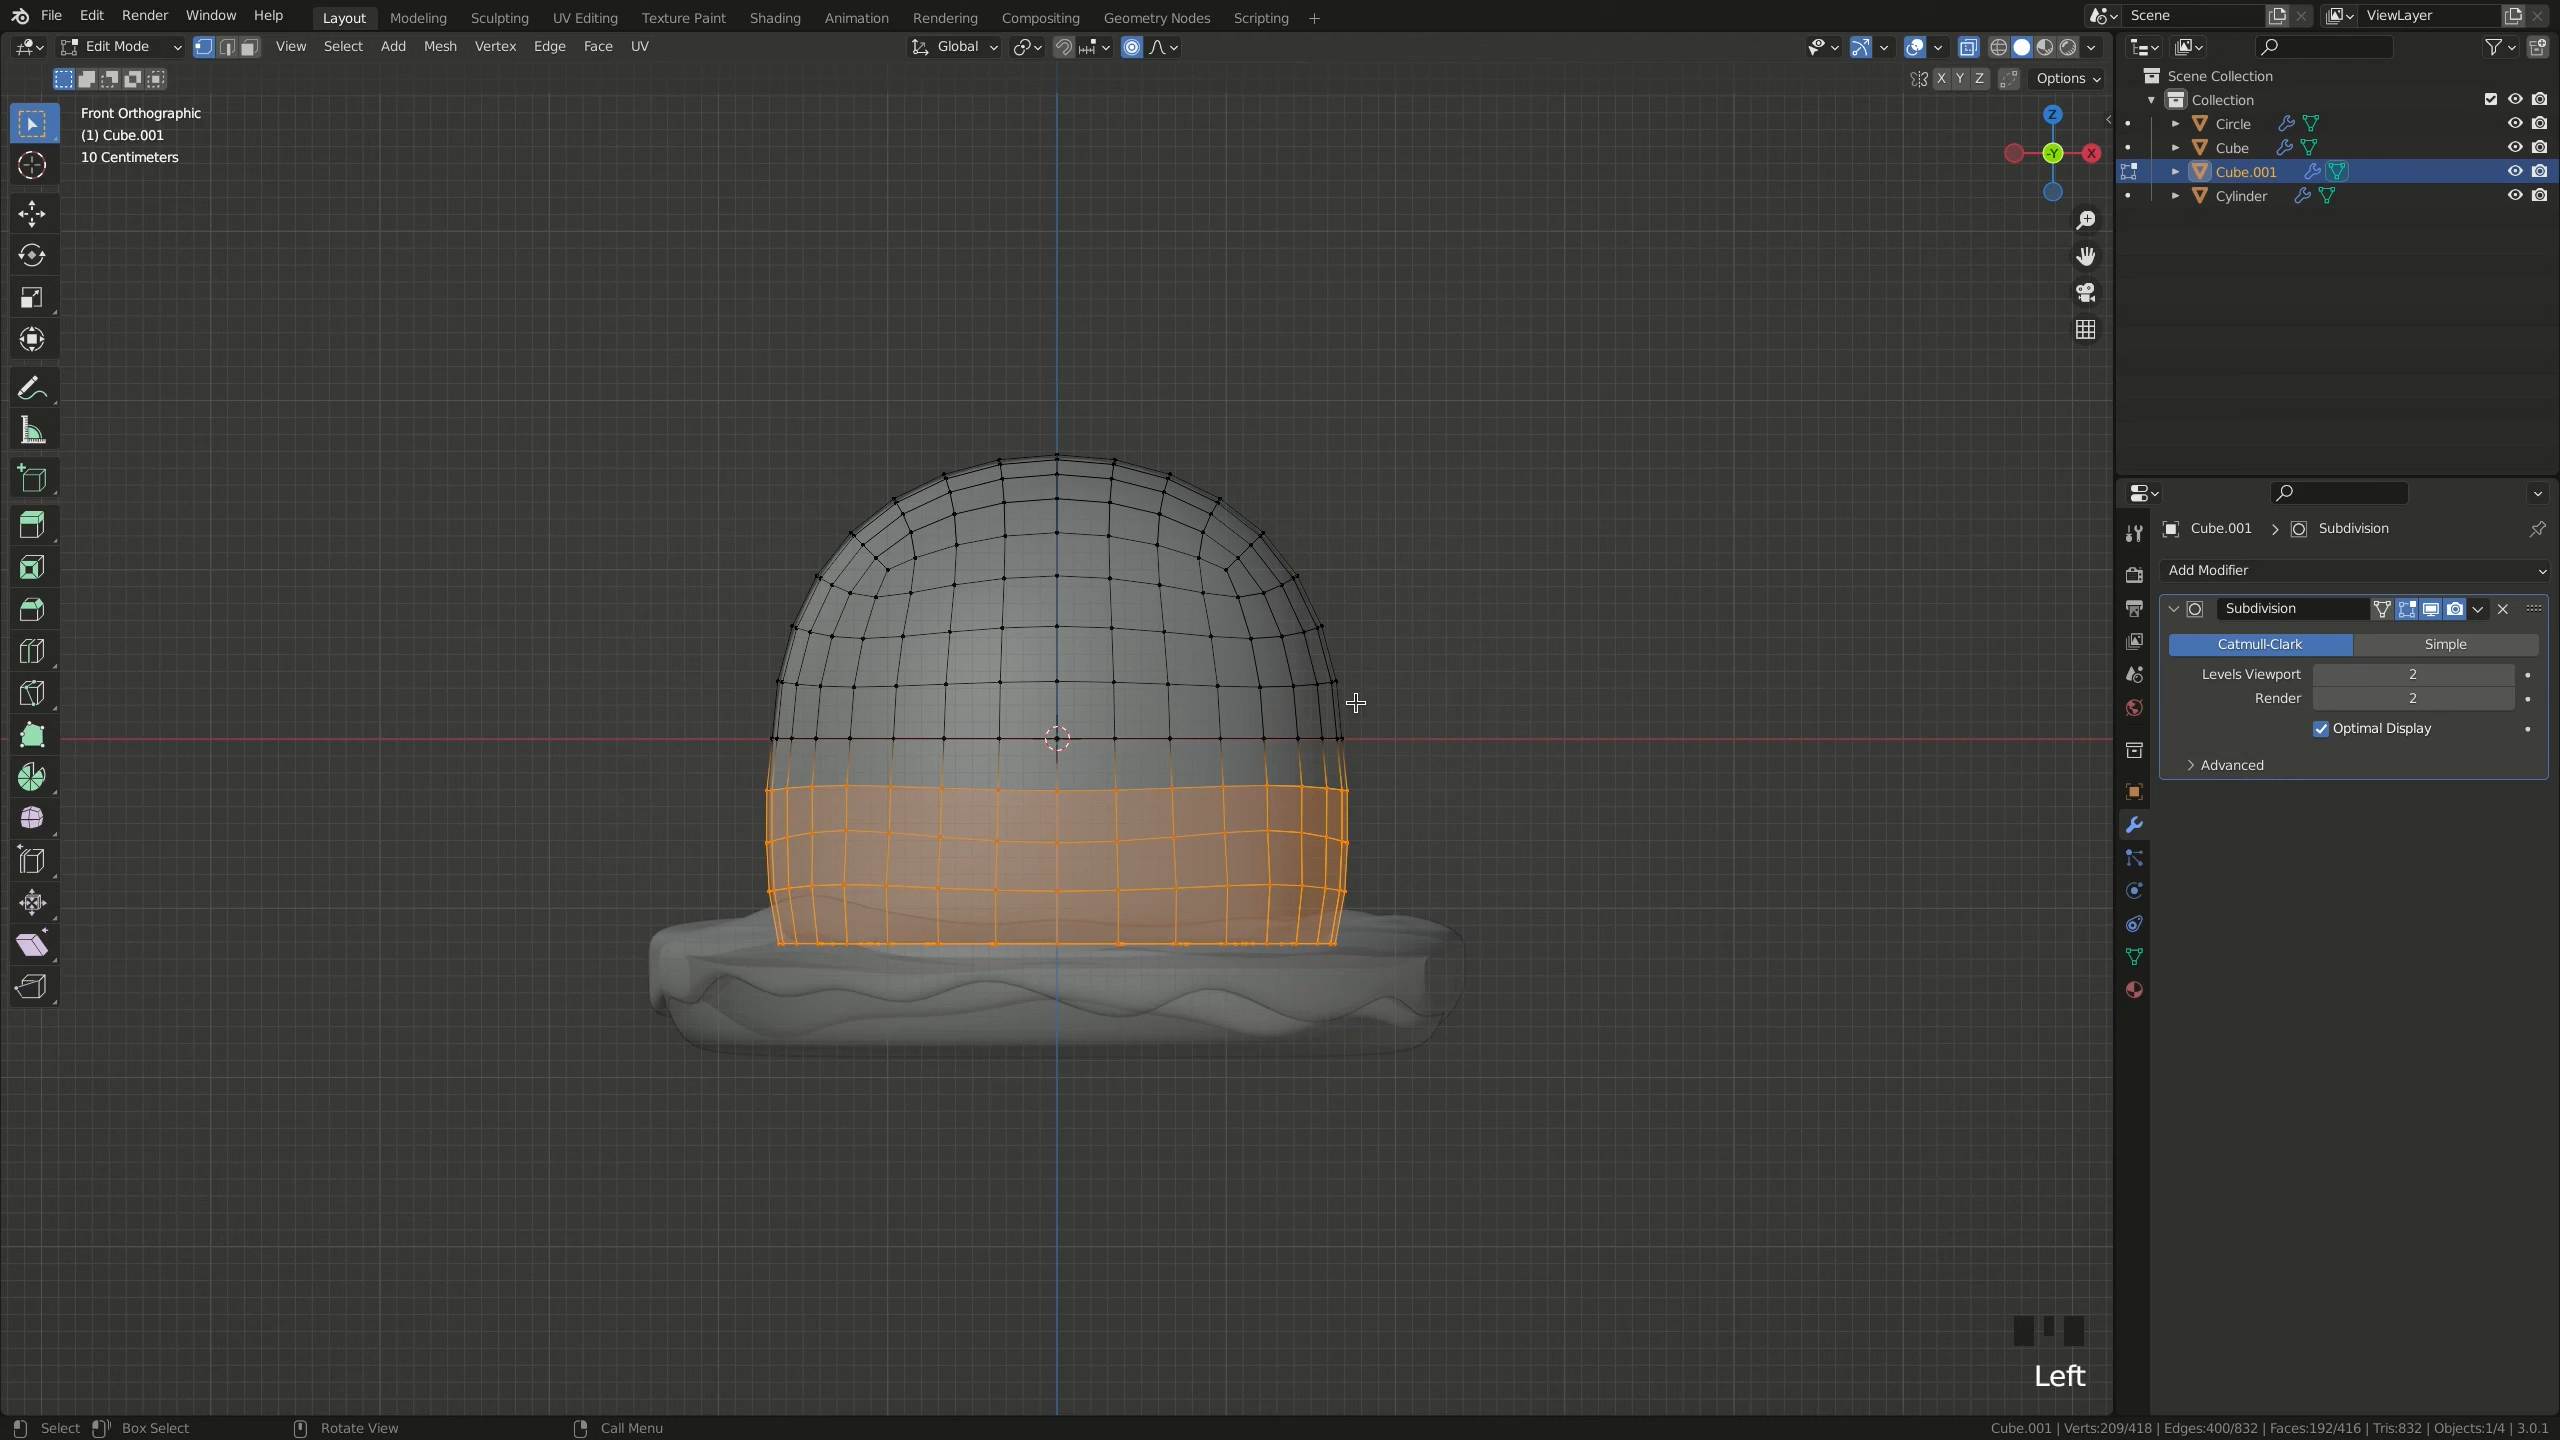 File Edit Render Window Help Layout Modeling Sculpting UV Editing Texture Paint Shading Animation Rendering Compositing Geometry Nodes Scripting + Scene ViewLayer
Edit Mode View Select Add Mesh Vertex Edge Face UV Global
X Y Z Options
Front Orthographic
(1) Cube.001
10 Centimeters
Z
-Y X
Scene Collection
Collection
Circle
Cube
Cube.001
Cylinder
Cube.001 > Subdivision
Add Modifier
Subdivision
Catmull-Clark Simple
Levels Viewport 2
Render 2
Optimal Display
Advanced
Left
Select Box Select Rotate View Call Menu Cube.001 | Verts:209/418 | Edges:400/832 | Faces:192/416 | Tris:832 | Objects:1/4 | 3.0.1